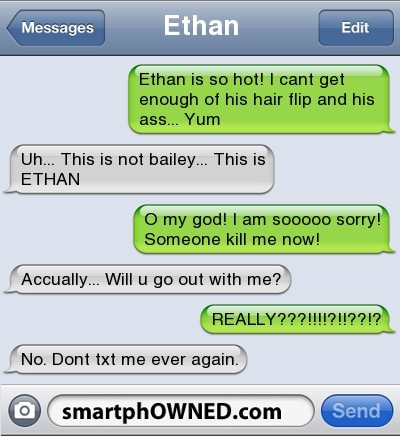 Messages
Ethan
Edit
Ethan is so hot! I cant get
enough of his hair flip and his
ass... Yum
Uh... This is not bailey... This is
ETHAN
O my god! I am sooooo sorry!
Someone kill me now!
Accually... Will u go out with me?
REALLY???!!!!?!!??!?
No. Dont txt me ever again.
smartphOWNED.com
Send